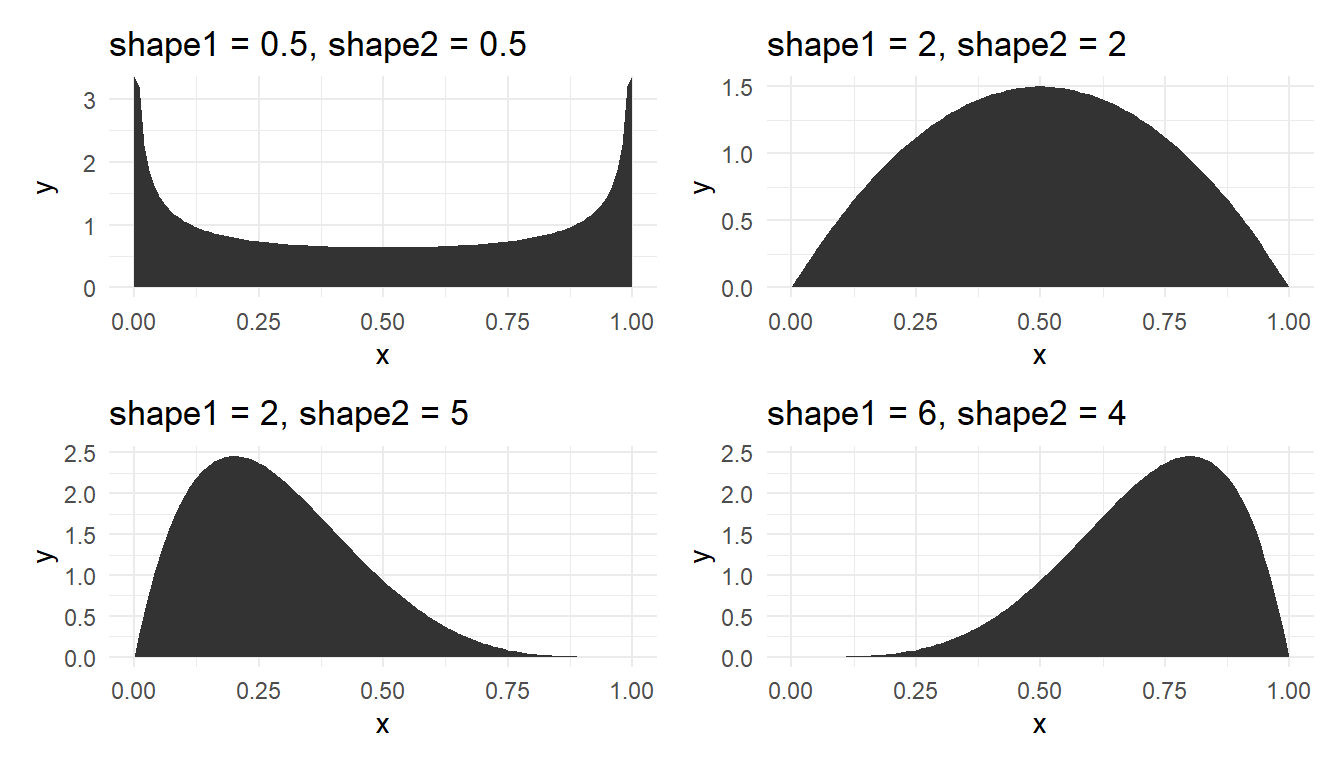 shape1 = 0.5, shape2 = 0.5
3
2
1
0
y
0.00 0.25 0.50 0.75 1.00
x
shape1 = 2, shape2 = 2
1.5
1.0
0.5
0.0
y
0.00 0.25 0.50 0.75 1.00
x
shape1 = 2, shape2 = 5
2.5
2.0
1.5
1.0
0.5
0.0
y
0.00 0.25 0.50 0.75 1.00
x
shape1 = 6, shape2 = 4
2.5
2.0
1.5
1.0
0.5
0.0
y
0.00 0.25 0.50 0.75 1.00
x